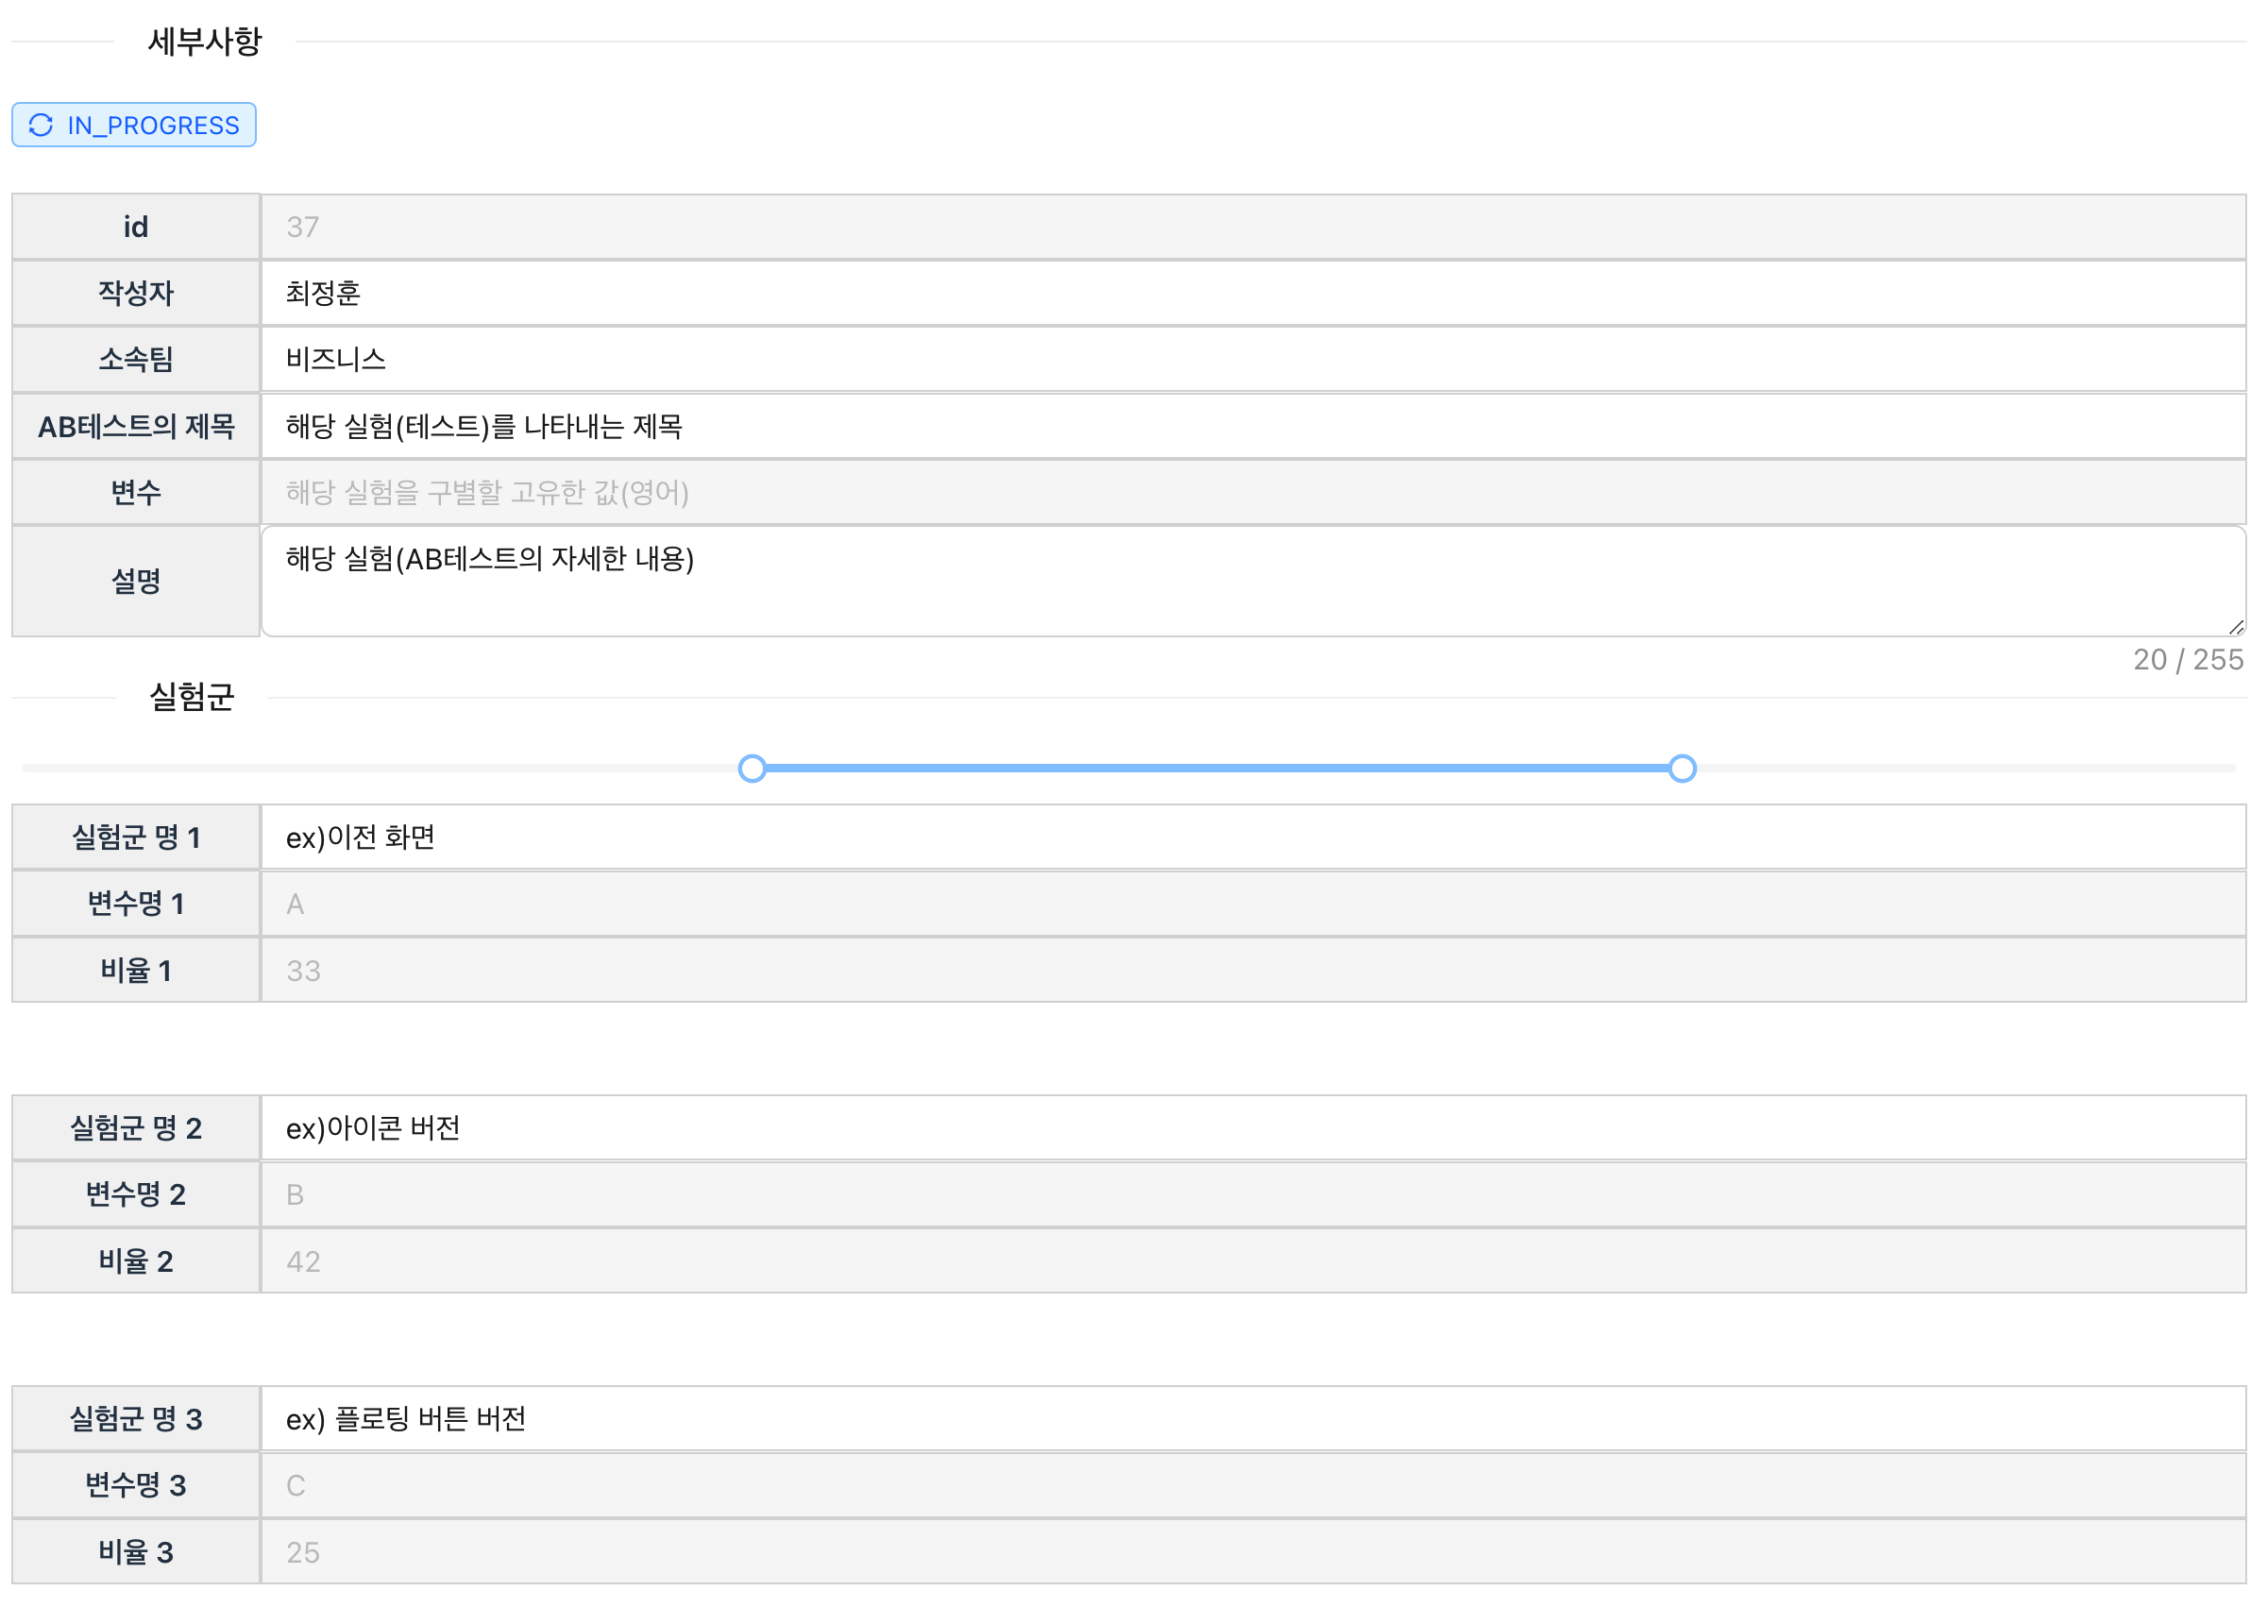 세부사항
IN_PROGRESS
id 37
작성자 최정훈
소속팀 비즈니스
AB테스트의 제목 해당 실험(테스트)를 나타내는 제목
변수 해당 실험을 구별할 고유한 값(영어)
설명 해당 실험(AB테스트의 자세한 내용)
20 / 255
실험군
실험군 명 1 ex)이전 화면
변수명 1 A
비율 1 33
실험군 명 2 ex)아이콘 버전
변수명 2 B
비율 2 42
실험군 명 3 ex) 플로팅 버튼 버전
변수명 3 C
비율 3 25